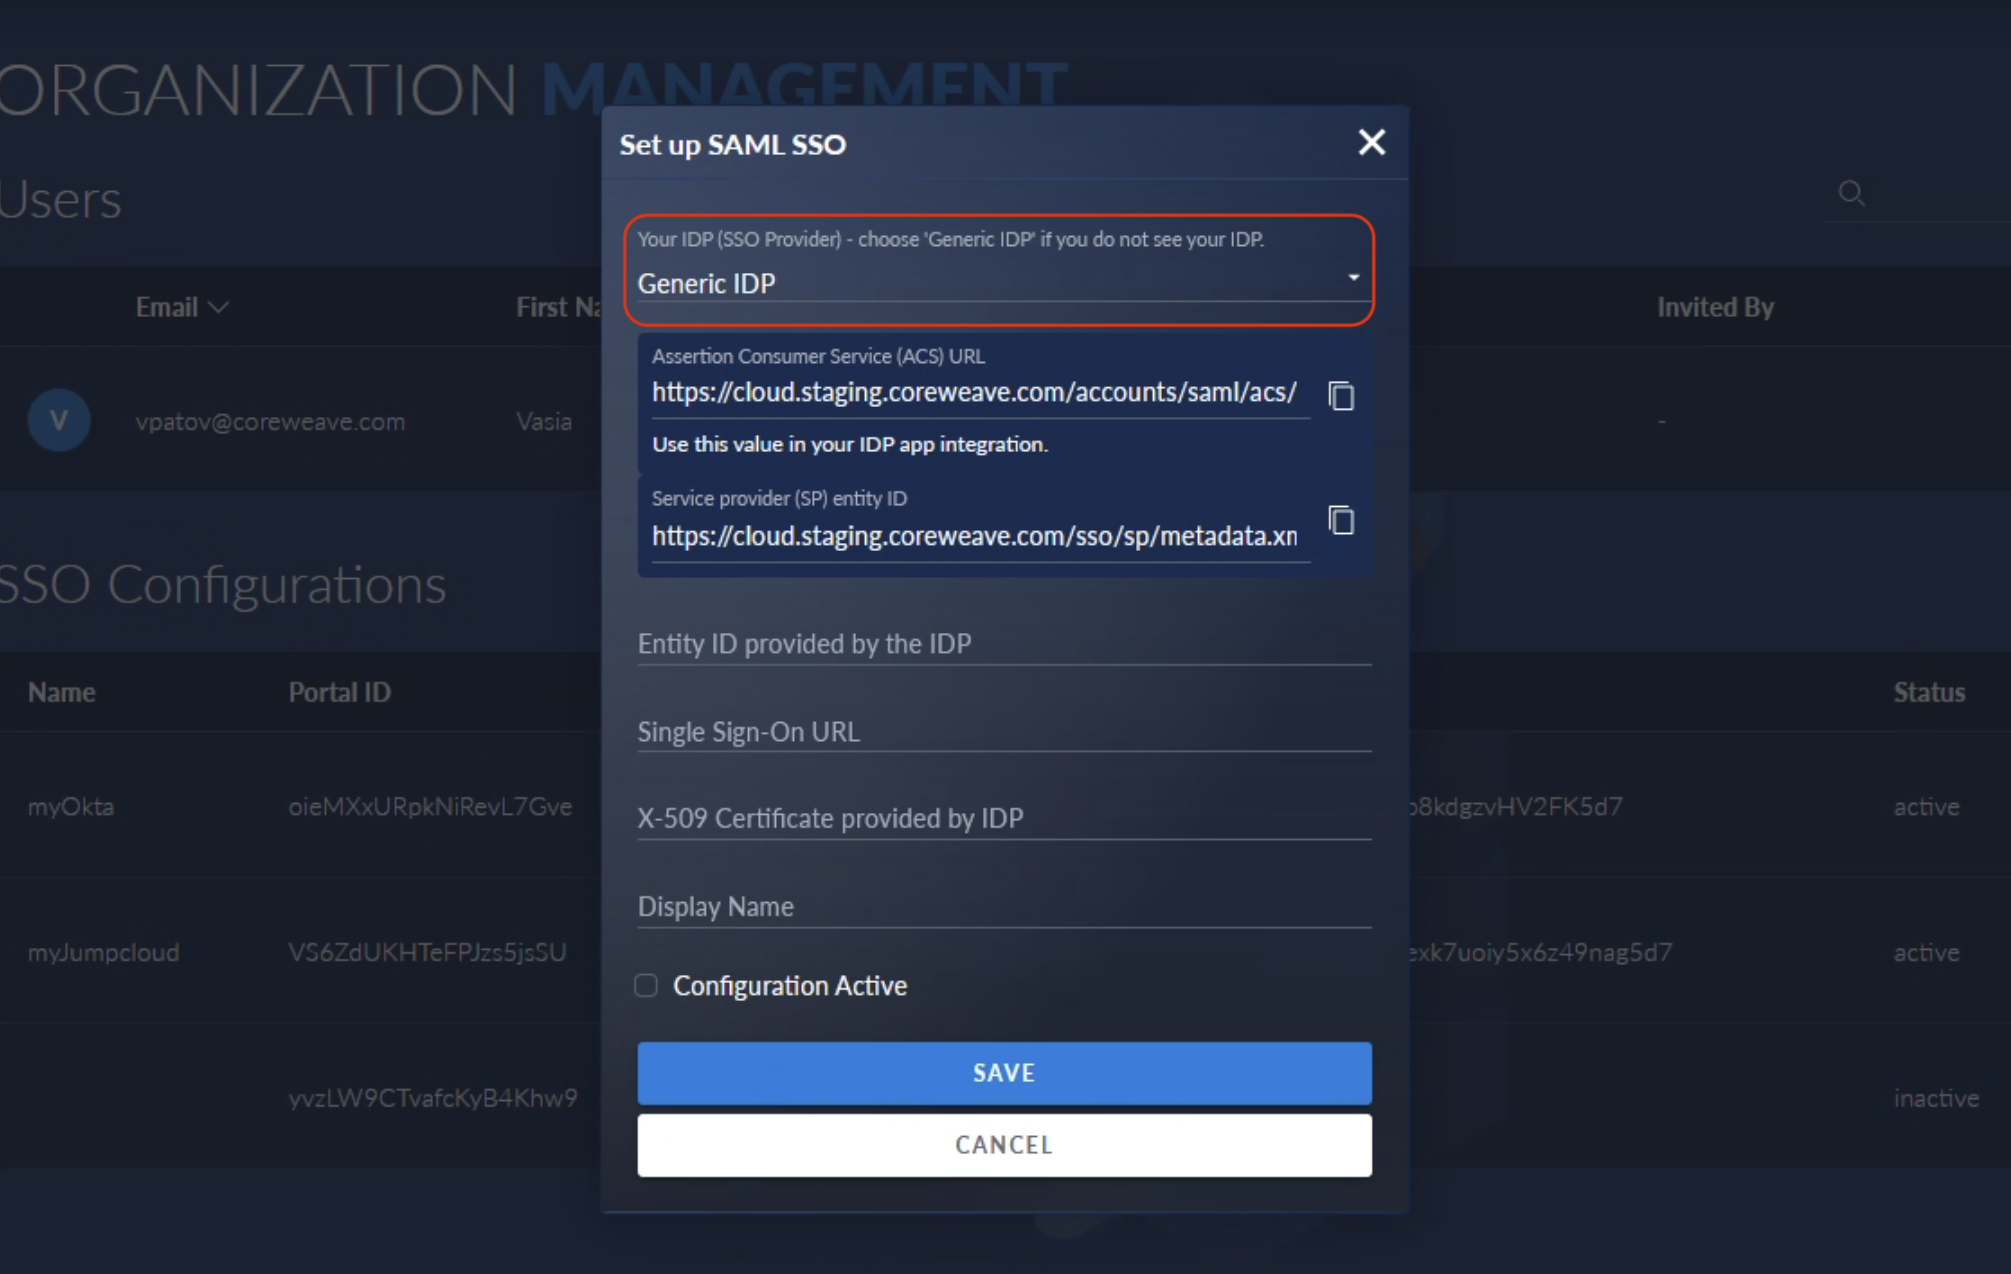 ORGANIZATION MANAGEMENT
Set up SAML SSO
Users
Your IDP (SSO Provider) - choose 'Generic IDP' if you do not see your IDP.
Generic IDP
Email
First Na
Invited By
Assertion Consumer Service (ACS) URL
https://cloud.staging.coreweave.com/accounts/saml/acs/
Use this value in your IDP app integration.
V
vpatov@coreweave.com
Vasia
-
Service provider (SP) entity ID
https://cloud.staging.coreweave.com/sso/sp/metadata.xn
SSO Configurations
Entity ID provided by the IDP
Name
Portal ID
Status
Single Sign-On URL
X-509 Certificate provided by IDP
myOkta
oieMXxURpkNiRevL7Gve
p8kdgzvHV2FK5d7
active
Display Name
myJumpcloud
VS6ZdUKHTeFPJzs5jsSU
exk7uoiy5x6z49nag5d7
active
Configuration Active
SAVE
yvzLW9CTvafcKyB4Khw9
inactive
CANCEL